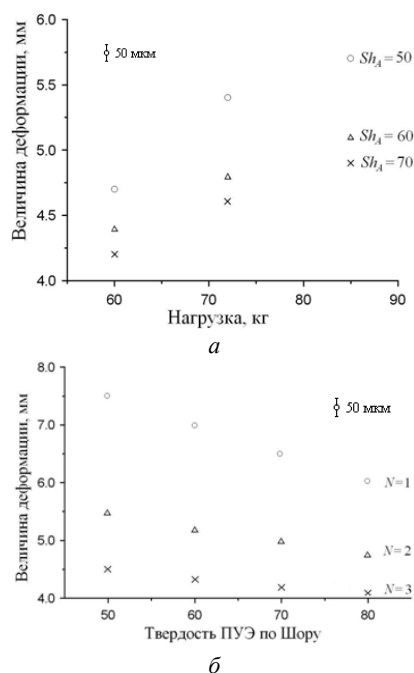 Величина деформации, мм
6.0
5.5
5.0
4.5
4.0
50 мкм
Sh_A=50
Sh_A=60
Sh_A=70
60 70 80 90
Нагрузка, кг
а
Величина деформации, мм
8.0
7.0
6.0
5.0
4.0
50 мкм
N=1
N=2
N=3
50 60 70 80
Твердость ПУЭ по Шору
б